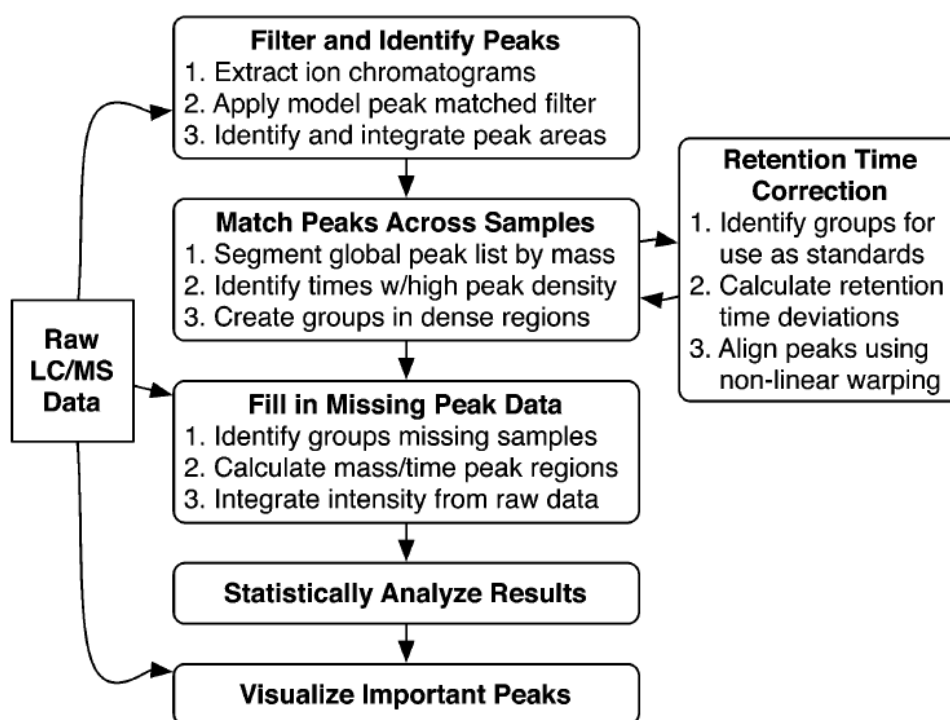 Filter and Identify Peaks
1. Extract ion chromatograms
2. Apply model peak matched filter
3. Identify and integrate peak areas
Match Peaks Across Samples
1. Segment global peak list by mass
2. Identify times w/high peak density
3. Create groups in dense regions
Retention Time
Correction
1. Identify groups for
use as standards
2. Calculate retention
time deviations
3. Align peaks using
non-linear warping
Raw
LC/MS
Data
Fill in Missing Peak Data
1. Identify groups missing samples
2. Calculate mass/time peak regions
3. Integrate intensity from raw data
Statistically Analyze Results
Visualize Important Peaks